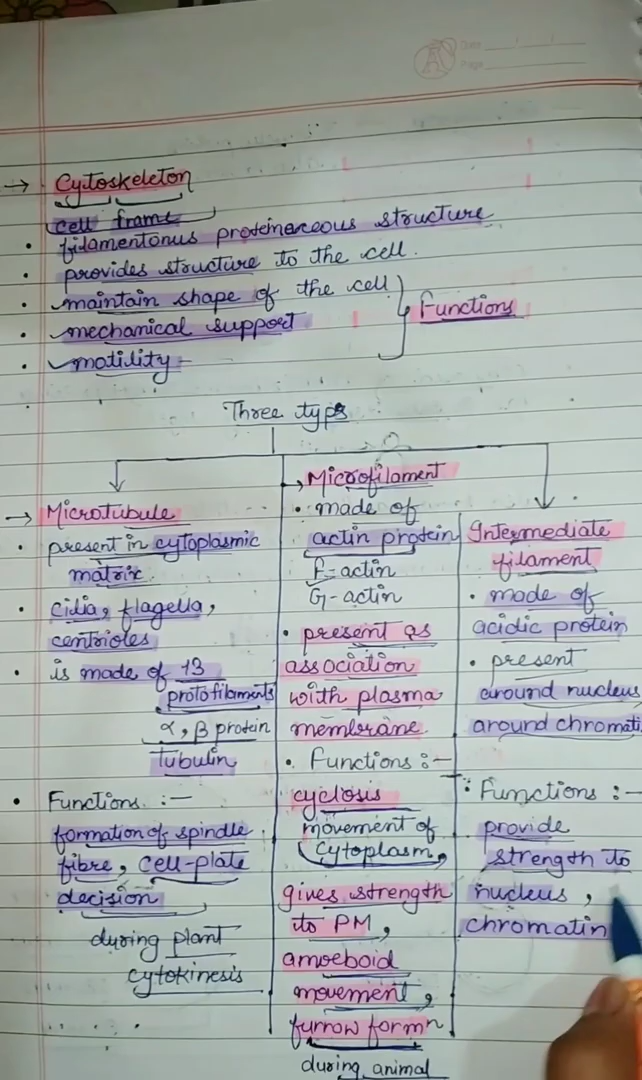 Date
Page
→ Cytoskeleton
cell frame
• filamentonus proteinaceous structure
• provides structure to the cell.
• maintain shape of the cell
• mechanical support
• motility
Functions
Three types
→ Microtubule
• present in cytoplasmic
matrix.
• cilia, flagella,
centrioles
• is made of 13
protofilaments
α, β protein
Tubulin
• Functions :-
formation of spindle
fibre, cell-plate
decision
during plant
cytokinesis
→ Microfilament
• made of
actin protein
F-actin
G-actin
• present as
association
with plasma
membrane.
• Functions :-
cyclosis
movement of
cytoplasm,
gives strength
to PM,
amoeboid
movement,
furrow formn
during animal
Intermediate
filament
• made of
acidic protein
• present
around nucleus
around chromati
• Functions :-
provide
strength to
nucleus,
chromatin